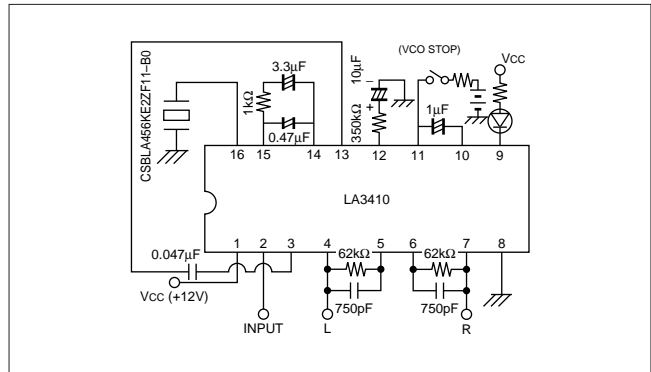 (VCO STOP)
VCC
CSBLA456KE2ZF11–B0
3.3µF
1kΩ
0.47µF
10µF
–
+
350kΩ
1µF
16 15 14 13 12 11 10 9
LA3410
1 2 3 4 5 6 7 8
0.047µF
62kΩ 62kΩ
VCC (+12V)
750pF 750pF
INPUT L R